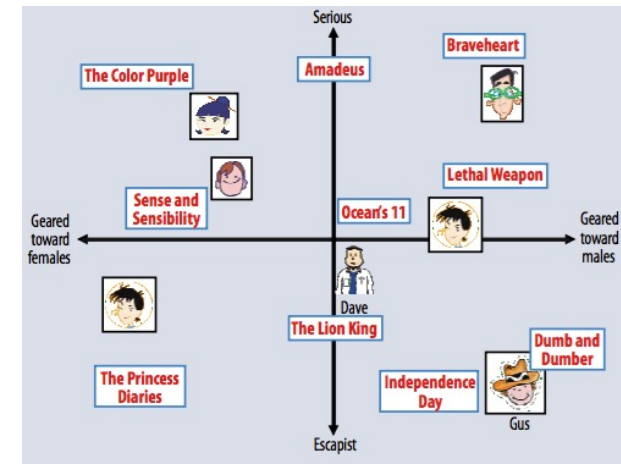 Serious
Braveheart
Amadeus
The Color Purple
Lethal Weapon
Sense and
Sensibility
Ocean's 11
Geared
toward
females
Geared
toward
males
Dave
The Lion King
Dumb and
Dumber
The Princess
Diaries
Independence
Day
Gus
Escapist